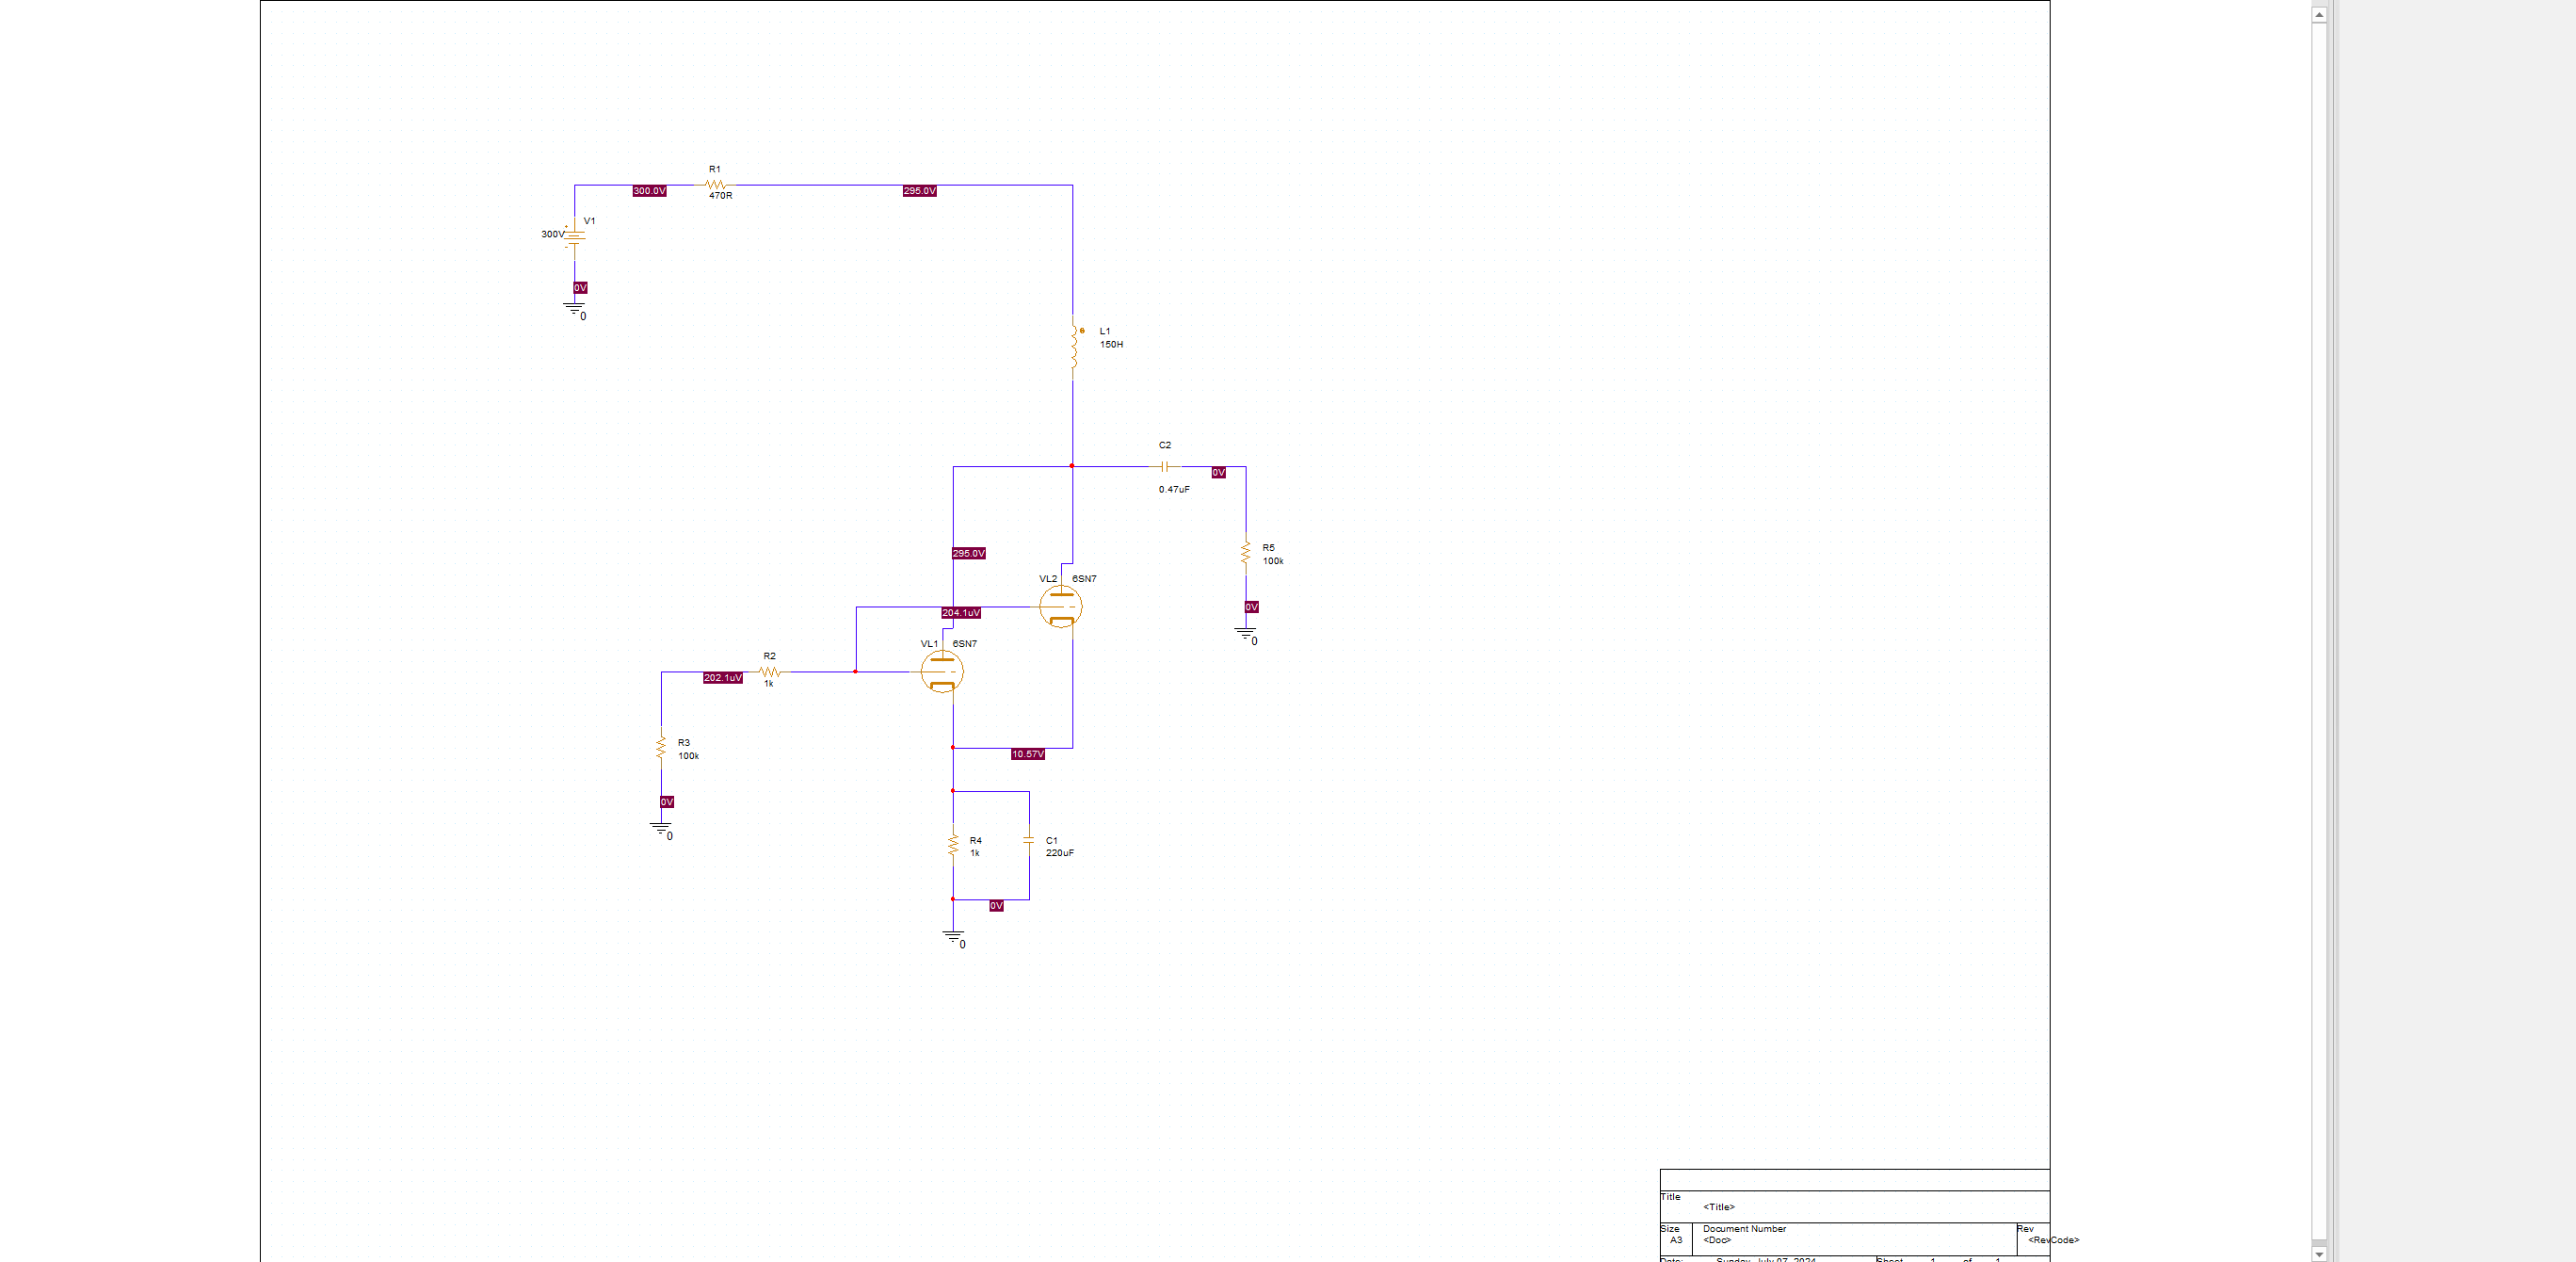 R1
300.0V
295.0V
470R
V1
300V
+
-
0V
0
L1
150H
C2
0V
0.47uF
295.0V
R5
100k
VL2 6SN7
204.1uV
0V
0
VL1 6SN7
R2
202.1uV
1k
R3
100k
10.57V
0V
0
R4
1k
C1
220uF
0V
0
Title
<Title>
Size
A3
Document Number
<Doc>
Rev
<RevCode>
Date: Sunday, July 07, 2024 Sheet 1 of 1